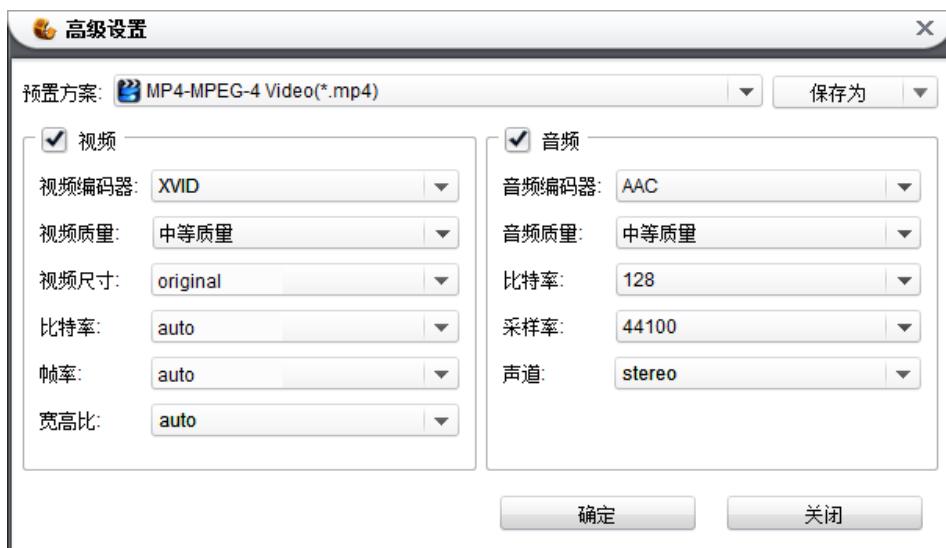 高级设置
预置方案: MP4-MPEG-4 Video(*.mp4) 保存为
视频
视频编码器: XVID
视频质量: 中等质量
视频尺寸: original
比特率: auto
帧率: auto
宽高比: auto
音频
音频编码器: AAC
音频质量: 中等质量
比特率: 128
采样率: 44100
声道: stereo
确定 关闭